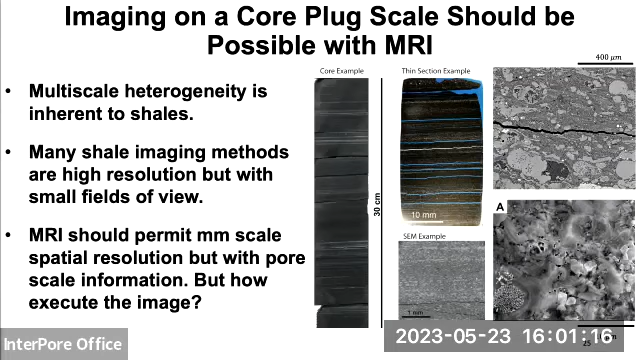 Imaging on a Core Plug Scale Should be
Possible with MRI
• Multiscale heterogeneity is
inherent to shales.
• Many shale imaging methods
are high resolution but with
small fields of view.
• MRI should permit mm scale
spatial resolution but with pore
scale information. But how
execute the image?
Core Example
30 cm
Thin Section Example
10 mm
SEM Example
1 mm
400 µm
A
2023-05-23 16:01:16
InterPore Office